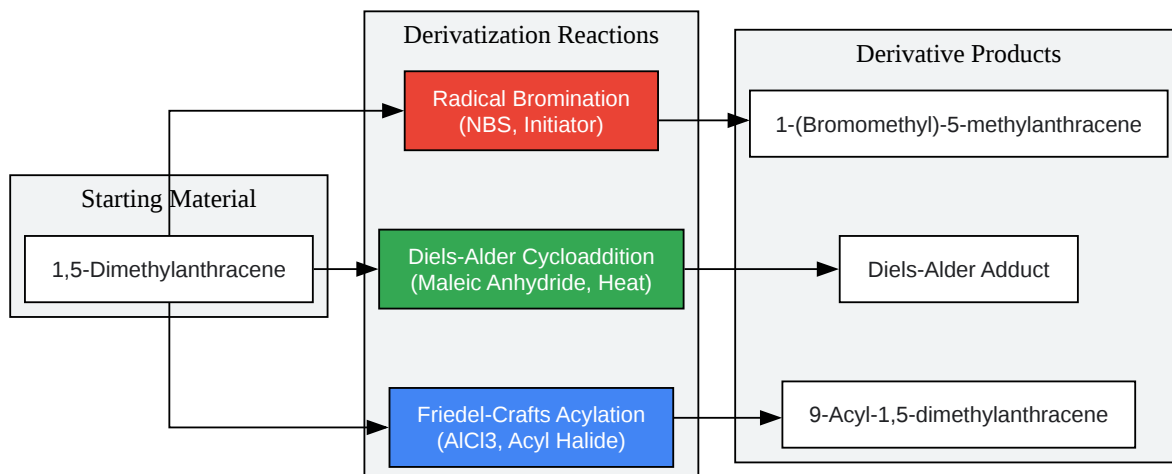 Starting Material
1,5-Dimethylanthracene
Derivatization Reactions
Radical Bromination
(NBS, Initiator)
Diels-Alder Cycloaddition
(Maleic Anhydride, Heat)
Friedel-Crafts Acylation
(AlCl3, Acyl Halide)
Derivative Products
1-(Bromomethyl)-5-methylanthracene
Diels-Alder Adduct
9-Acyl-1,5-dimethylanthracene